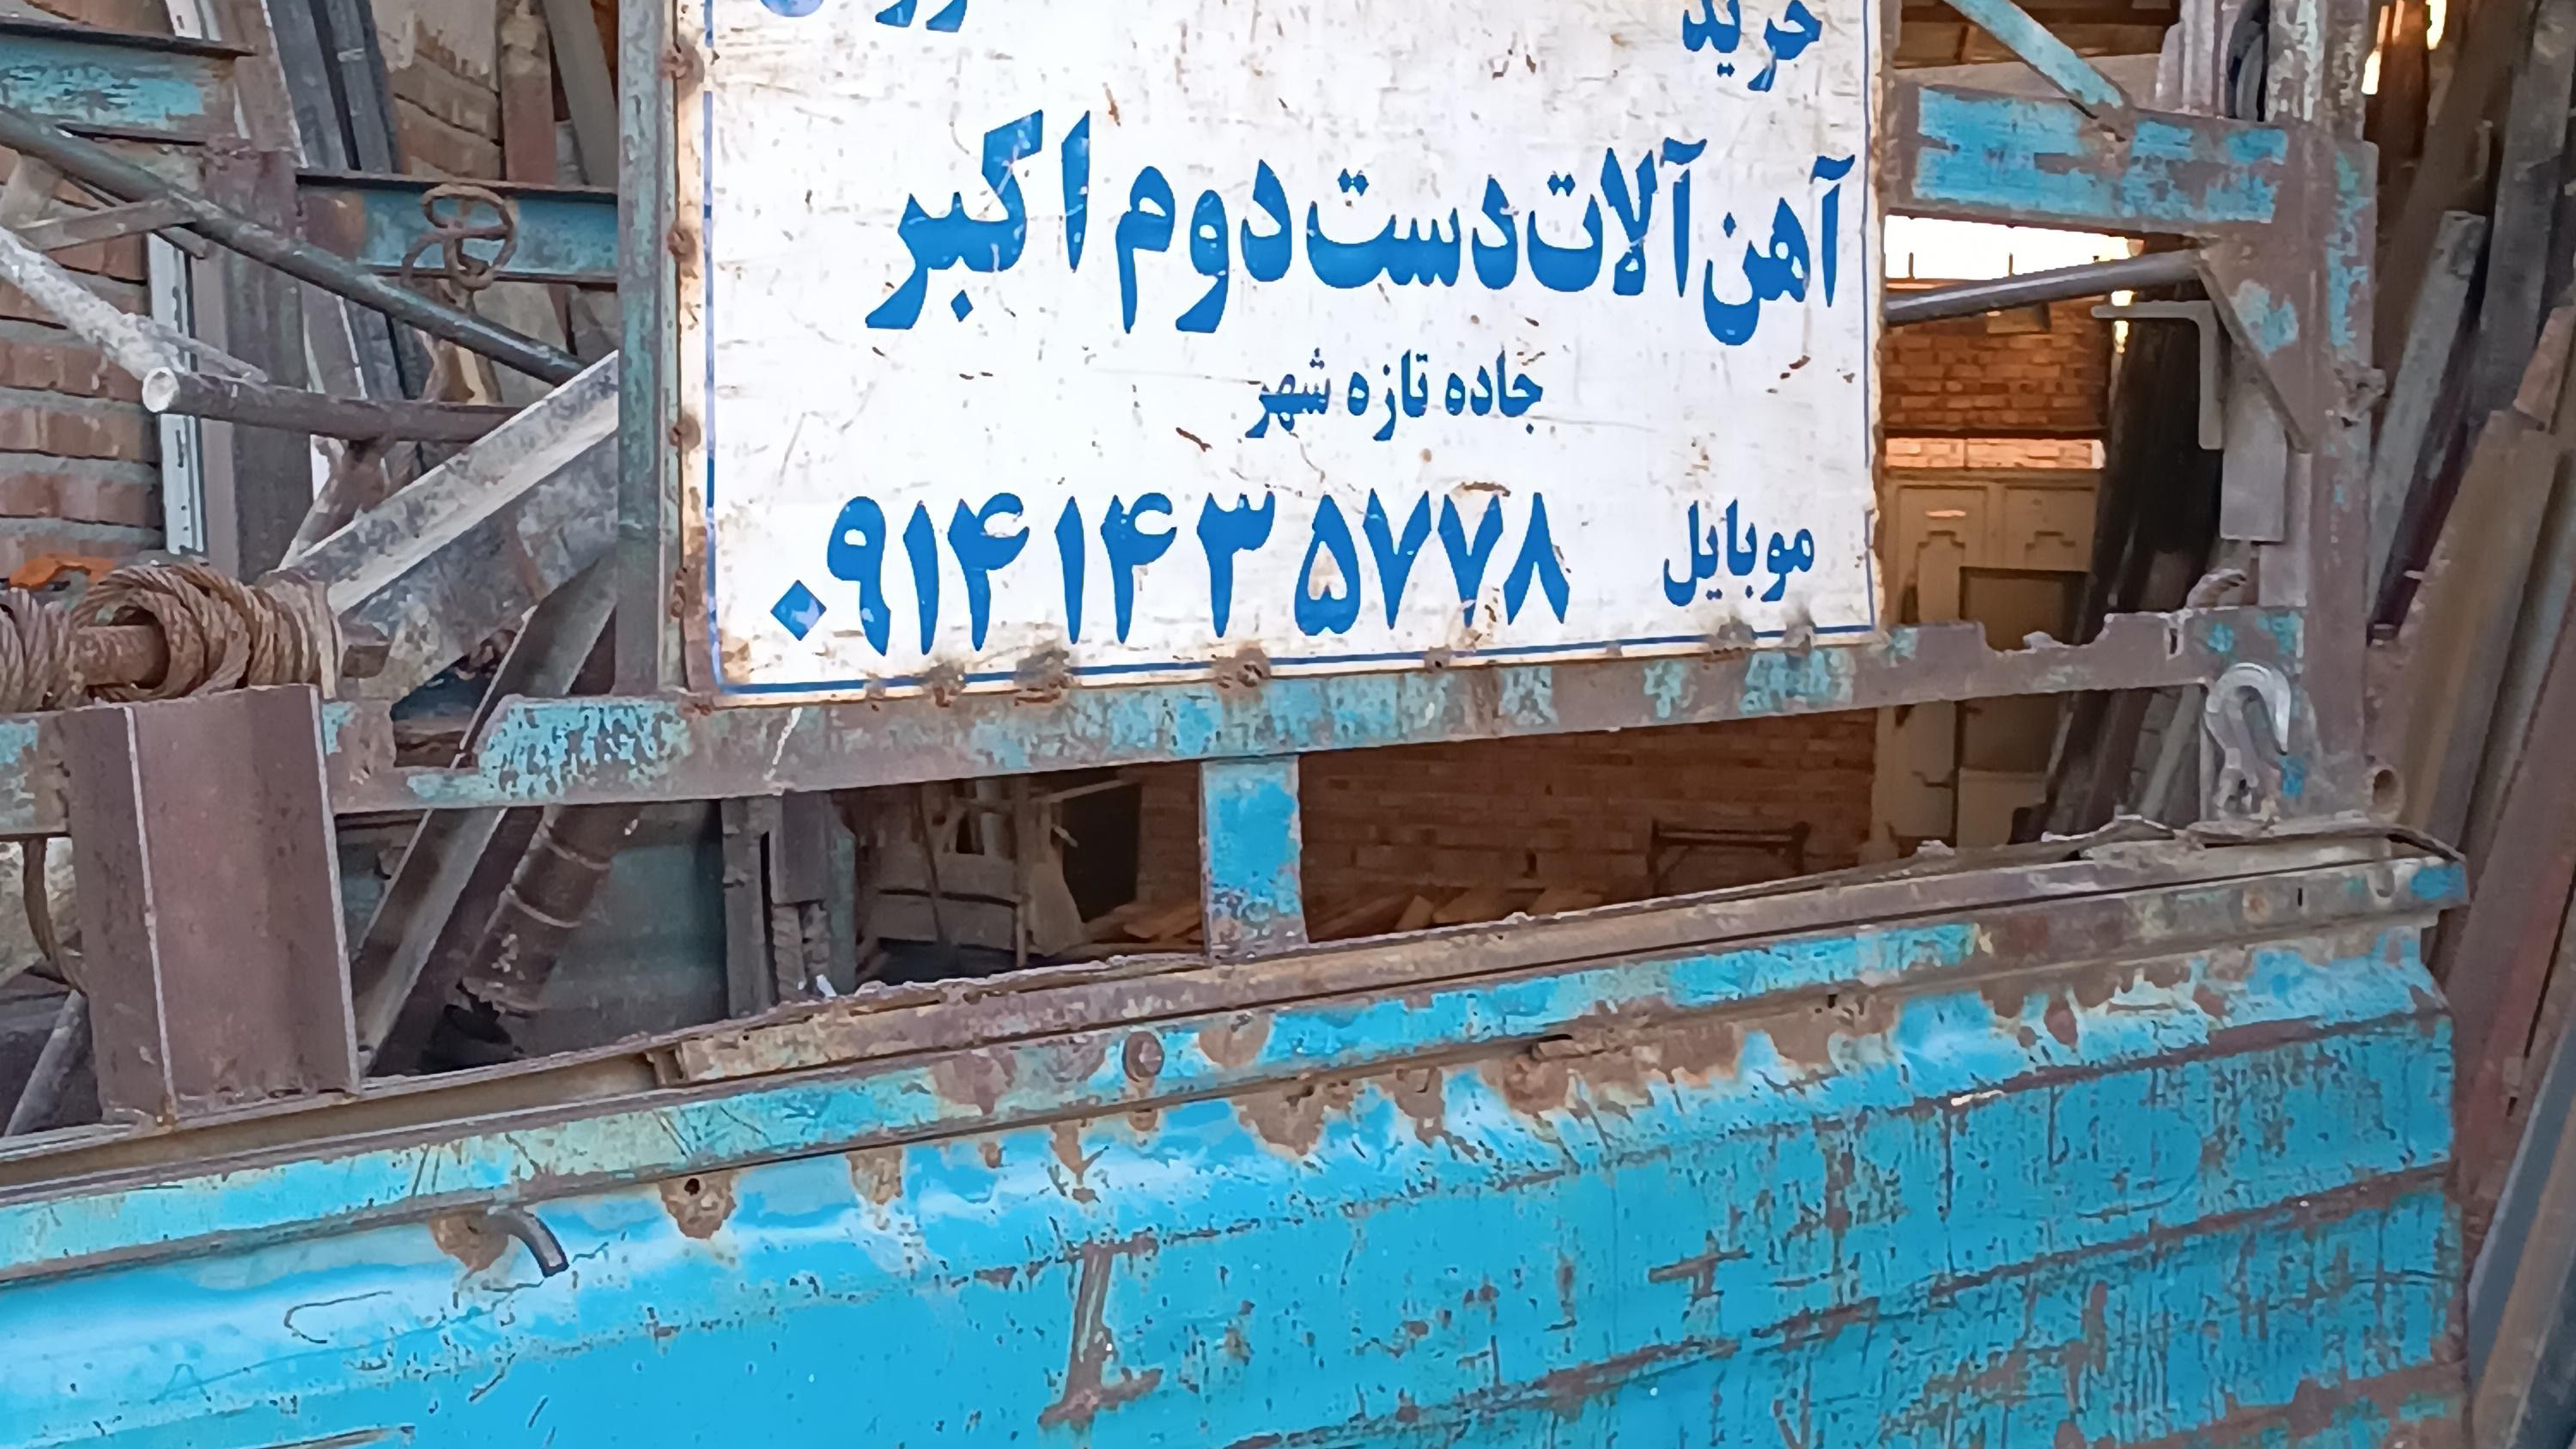 خرید
آهن آلات دست دوم اکبر
جاده تازه شهر
موبایل ۰۹۱۴۱۴۳۵۷۷۸